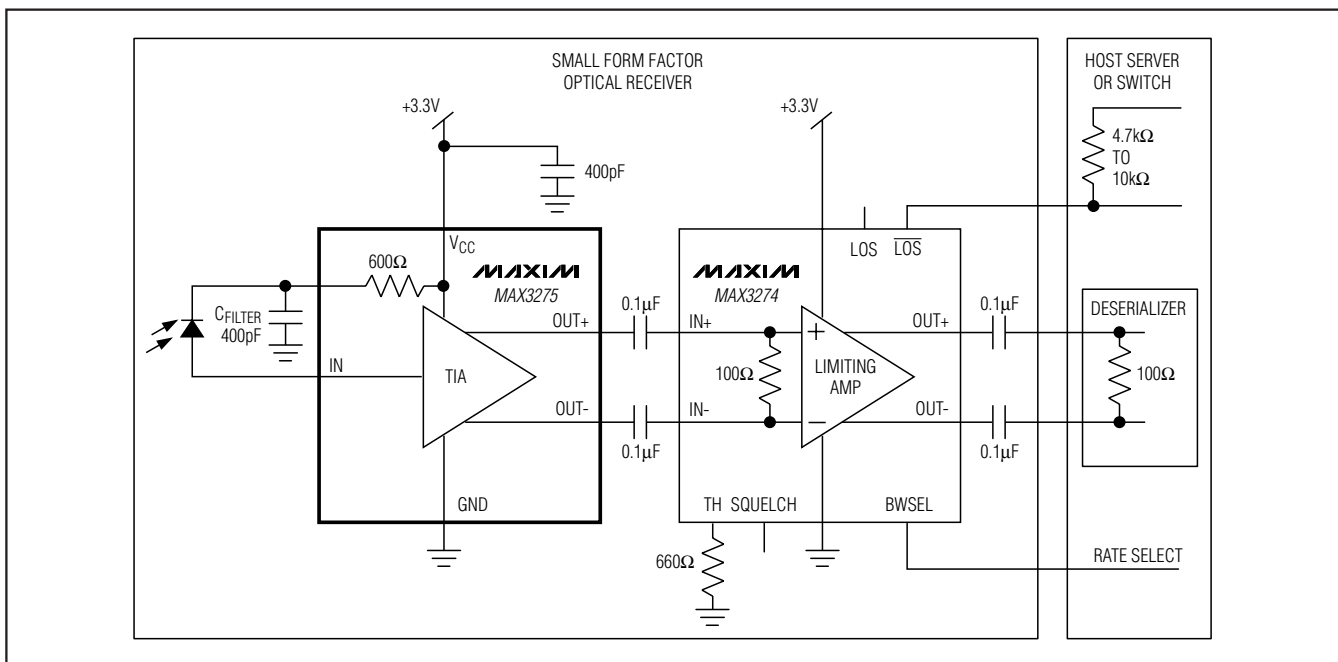 SMALL FORM FACTOR
OPTICAL RECEIVER
HOST SERVER
OR SWITCH
+3.3V
+3.3V
4.7kΩ
TO
10kΩ
400pF
LOS
LOS
VCC
600Ω
MAXIM
MAX3275
MAXIM
MAX3274
CFILTER
400pF
0.1μF
0.1μF
DESERIALIZER
OUT+
IN+
OUT+
IN
TIA
100Ω
LIMITING
AMP
100Ω
OUT-
IN-
OUT-
0.1μF
0.1μF
GND
TH SQUELCH
BWSEL
660Ω
RATE SELECT